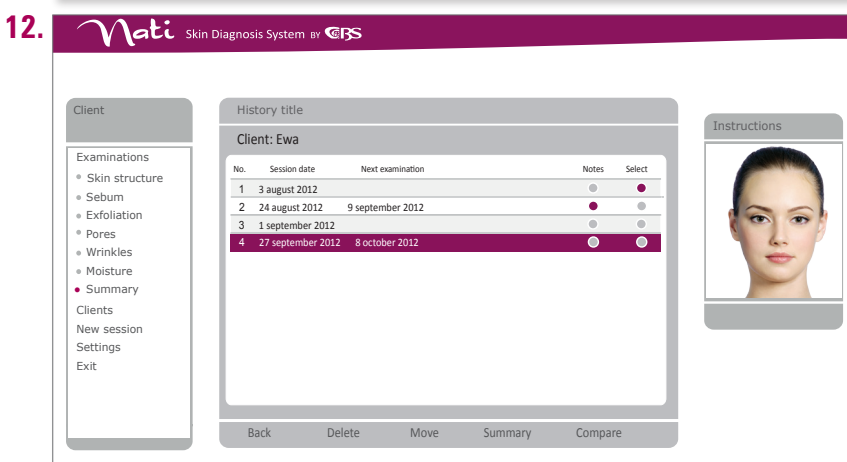 12.
Nati Skin Diagnosis System BY CBS
Client
Examinations
Skin structure
Sebum
Exfoliation
Pores
Wrinkles
Moisture
Summary
Clients
New session
Settings
Exit
History title
Client: Ewa
No. Session date Next examination Notes Select
1 3 august 2012
2 24 august 2012 9 september 2012
3 1 september 2012
4 27 september 2012 8 october 2012
Back Delete Move Summary Compare
Instructions